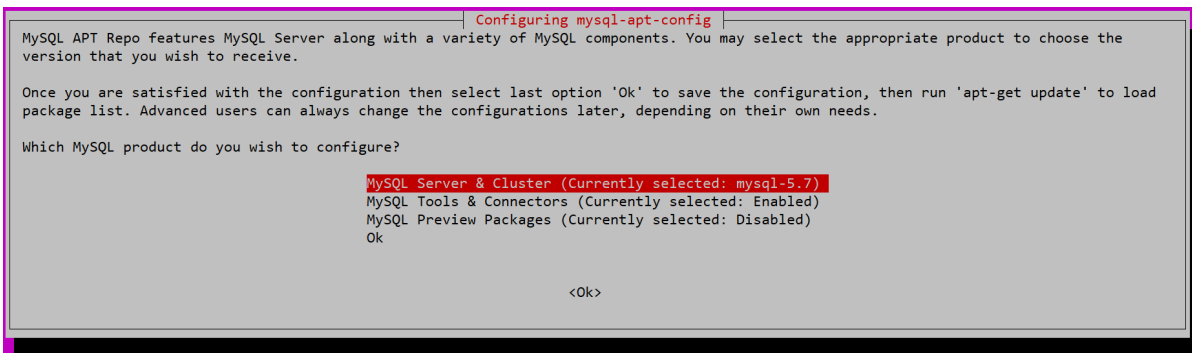 Configuring mysql-apt-config
MySQL APT Repo features MySQL Server along with a variety of MySQL components. You may select the appropriate product to choose the
version that you wish to receive.
Once you are satisfied with the configuration then select last option 'Ok' to save the configuration, then run 'apt-get update' to load
package list. Advanced users can always change the configurations later, depending on their own needs.
Which MySQL product do you wish to configure?
MySQL Server & Cluster (Currently selected: mysql-5.7)
MySQL Tools & Connectors (Currently selected: Enabled)
MySQL Preview Packages (Currently selected: Disabled)
Ok
<Ok>